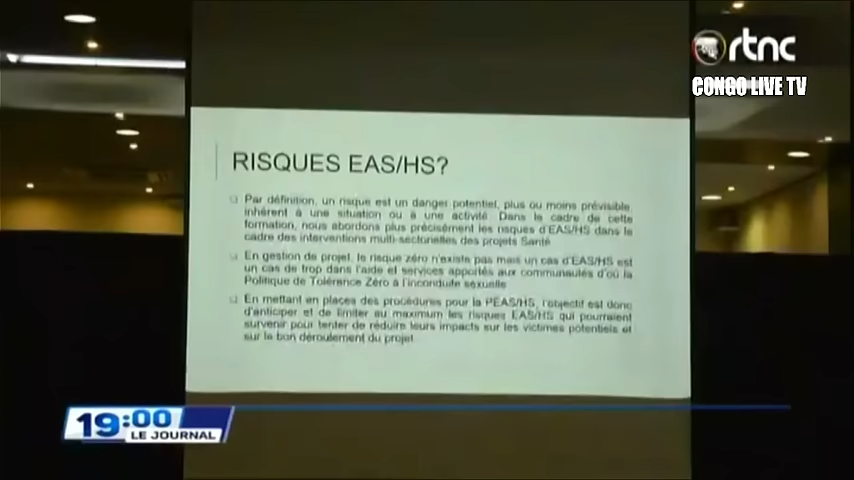 rtnc
CONGO LIVE TV
RISQUES EAS/HS?
Par définition, un risque est un danger potentiel, plus ou moins prévisible,
inhérent à une situation ou à une activité. Dans le cadre de cette
formation, nous abordons plus précisément les risques d'EAS/HS dans le
cadre des interventions multi-sectorielles des projets Santé
En gestion de projet, le risque zéro n'existe pas mais un cas d'EAS/HS est
un cas de trop dans l'aide et services apportés aux communautés d'où la
Politique de Tolérance Zéro à l'inconduite sexuelle
En mettant en places des procédures pour la PEAS/HS, l'objectif est donc
d'anticiper et de limiter au maximum les risques EAS/HS qui pourraient
survenir pour tenter de réduire leurs impacts sur les victimes potentiels et
sur le bon déroulement du projet
19:00
LE JOURNAL